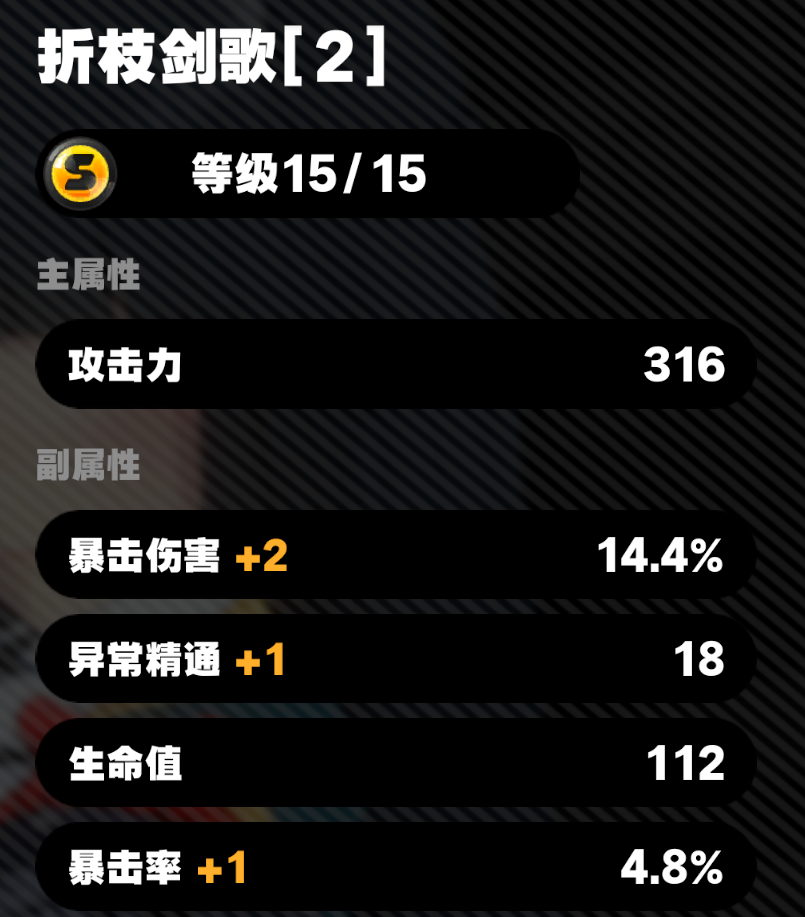 折枝剑歌[2]
S 等级15/15
主属性
攻击力 316
副属性
暴击伤害 +2 14.4%
异常精通 +1 18
生命值 112
暴击率 +1 4.8%